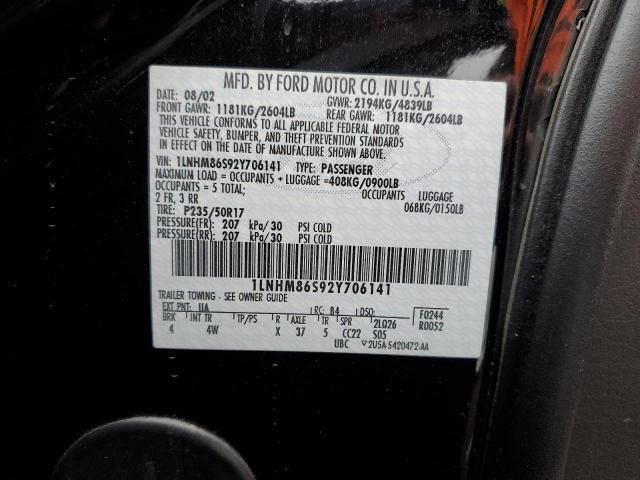 MFD. BY FORD MOTOR CO. IN U.S.A.
DATE: 08/02 GVWR: 2194KG/4839LB
FRONT GAWR: 1181KG/2604LB REAR GAWR: 1181KG/2604LB
THIS VEHICLE CONFORMS TO ALL APPLICABLE FEDERAL MOTOR
VEHICLE SAFETY, BUMPER, AND THEFT PREVENTION STANDARDS
IN EFFECT ON THE DATE OF MANUFACTURE SHOWN ABOVE.
VIN: 1LNHM86S92Y706141 TYPE: PASSENGER
MAXIMUM LOAD = OCCUPANTS + LUGGAGE = 408KG/0900LB
OCCUPANTS = 5 TOTAL: OCCUPANTS LUGGAGE
2 FR, 3 RR 068KG/0150LB
TIRE: P235/50R17
PRESSURE(FR): 207 kPa/30 PSI COLD
PRESSURE(RR): 207 kPa/30 PSI COLD
1LNHM86S92Y706141
TRAILER TOWING - SEE OWNER GUIDE
EXT PNT: UA RC: 84 DSO: F0244
BRK INT TR TP/PS R AXLE TR SPR 2LQ26 R0052
4 4W X 37 5 CC22 S05
UBC ▽2U5A-5420472-AA